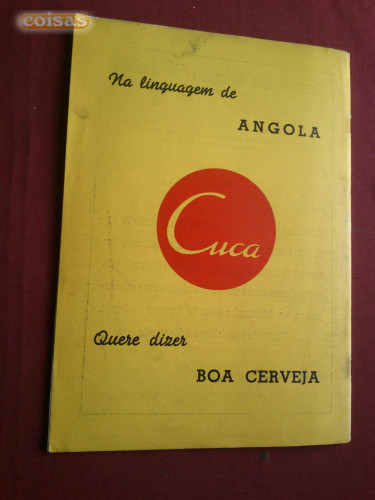 coisas
Na linguagem de
ANGOLA
Cuca
Quere dizer
BOA CERVEJA